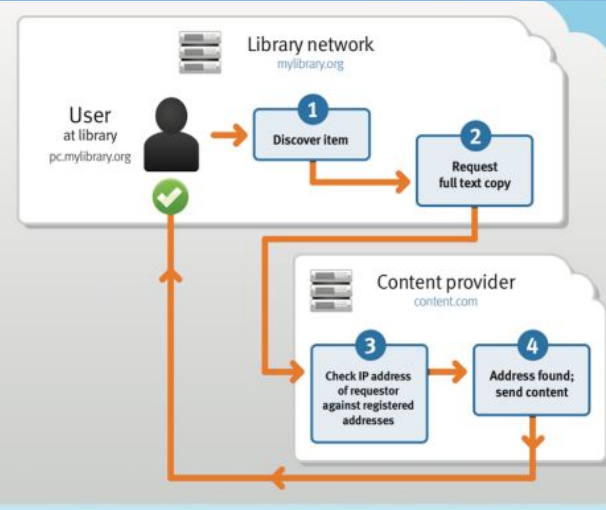 Library network
mylibrary.org
User
at library
pc.mylibrary.org
1
Discover item
2
Request
full text copy
Content provider
content.com
3
Check IP address
of requestor
against registered
addresses
4
Address found;
send content